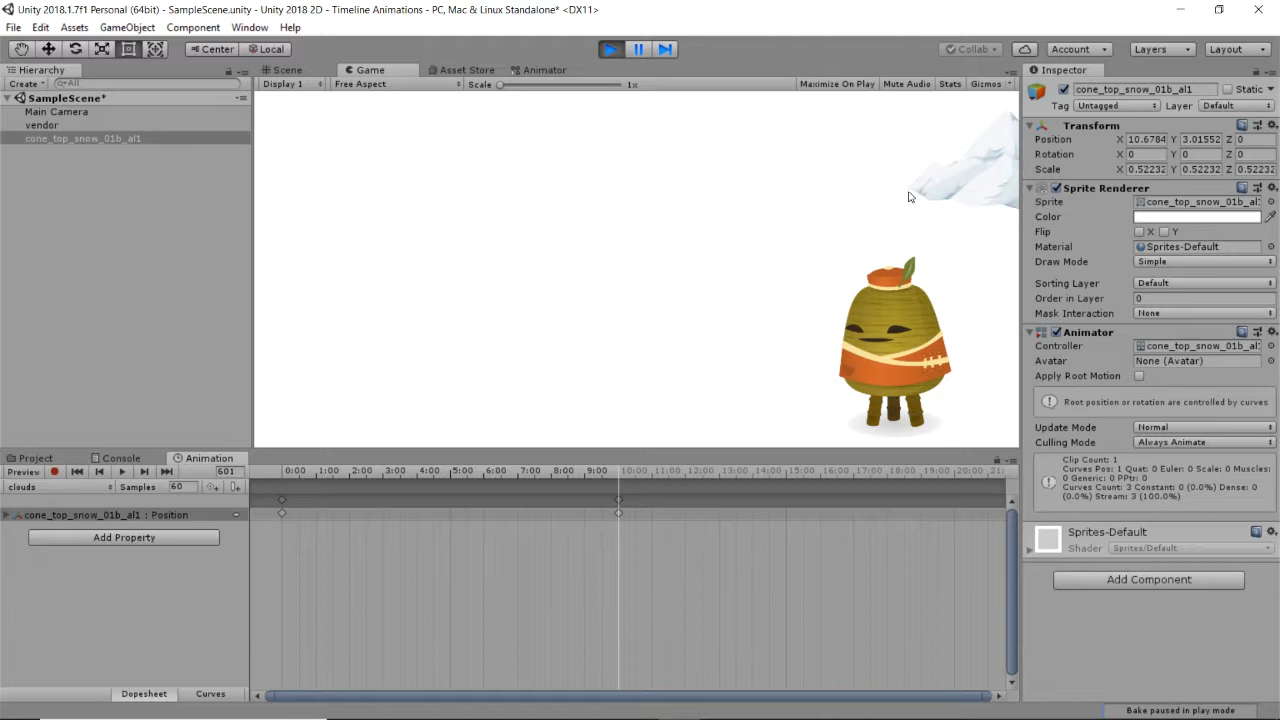 Unity 2018.1.7f1 Personal (64bit) - SampleScene.unity - Unity 2018 2D - Timeline Animations - PC, Mac & Linux Standalone* <DX11>
File Edit Assets GameObject Component Window Help
Center Local Collab Account Layers Layout
Hierarchy Scene Game Asset Store Animator Inspector
Create All Display 1 Free Aspect Scale 1x Maximize On Play Mute Audio Stats Gizmos cone_top_snow_01b_al1 Static
SampleScene*
Tag Untagged Layer Default
Main Camera
vendor
Transform
cone_top_snow_01b_al1
Position X 10.6784 Y 3.01552 Z 0
Rotation X 0 Y 0 Z 0
Scale X 0.52232 Y 0.52232 Z 0.52232
Sprite Renderer
Sprite cone_top_snow_01b_al1
Color
Flip X Y
Material Sprites-Default
Draw Mode Simple
Sorting Layer Default
Order in Layer 0
Mask Interaction None
Animator
Controller cone_top_snow_01b_al1
Avatar None (Avatar)
Apply Root Motion
Root position or rotation are controlled by curves
Update Mode Normal
Culling Mode Always Animate
Clip Count: 1
Curves Pos: 1 Quat: 0 Euler: 0 Scale: 0 Muscles:
0 Generic: 0 PPtr: 0
Curves Count: 3 Constant: 0 (0.0%) Dense: 0
(0.0%) Stream: 3 (100.0%)
Sprites-Default
Shader Sprites/Default
Add Component
Project Console Animation
Preview 601 0:00 1:00 2:00 3:00 4:00 5:00 6:00 7:00 8:00 9:00 10:00 11:00 12:00 13:00 14:00 15:00 16:00 17:00 18:00 19:00 20:00 21:
clouds Samples 60
cone_top_snow_01b_al1 : Position
Add Property
Dopesheet Curves
Bake paused in play mode